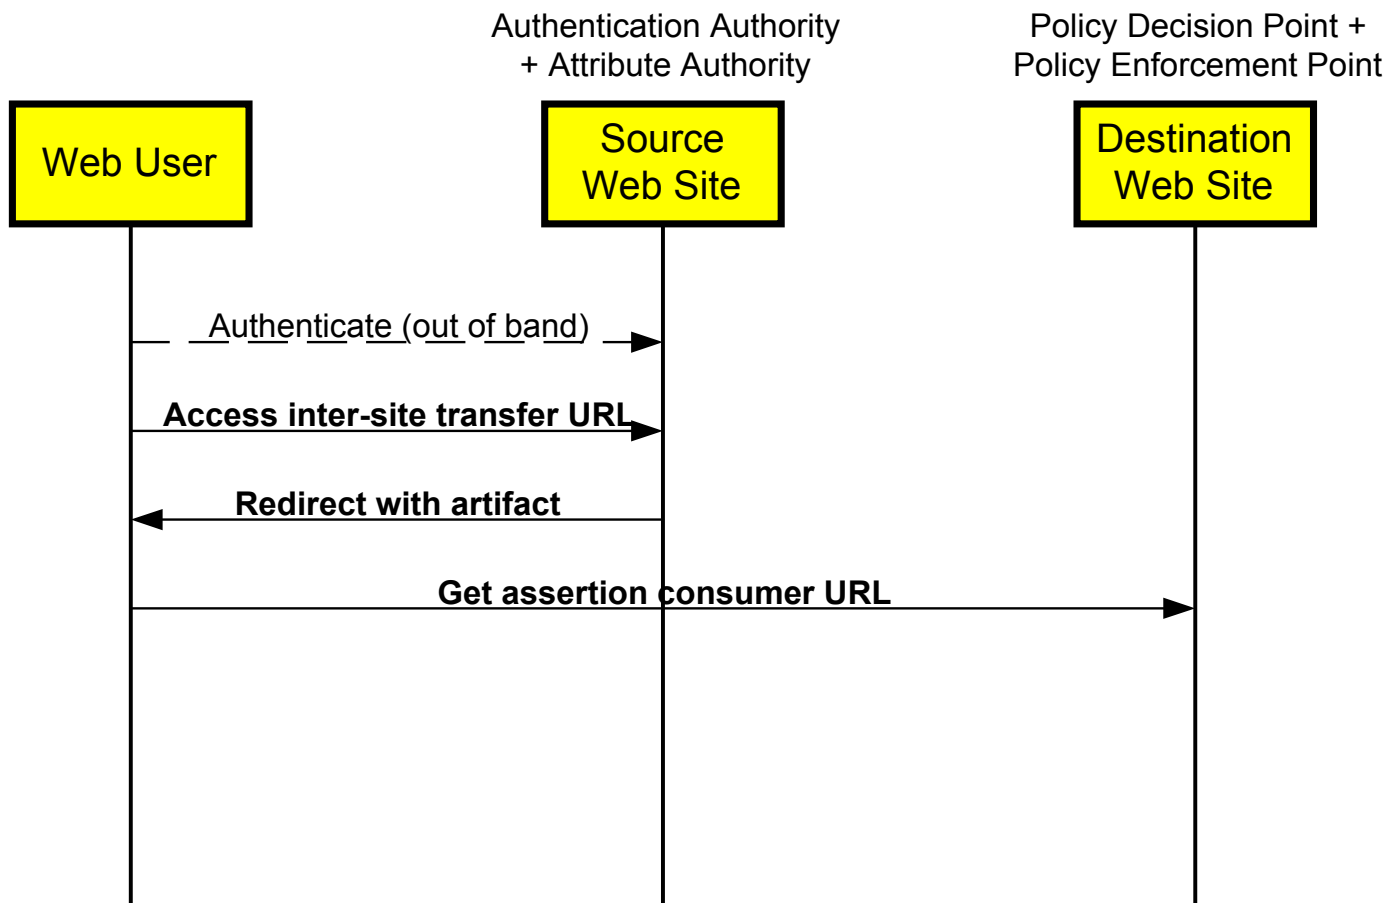 Authentication Authority
+ Attribute Authority
Policy Decision Point +
Policy Enforcement Point
Web User
Source
Web Site
Destination
Web Site
Authenticate (out of band)
Access inter-site transfer URL
Redirect with artifact
Get assertion consumer URL